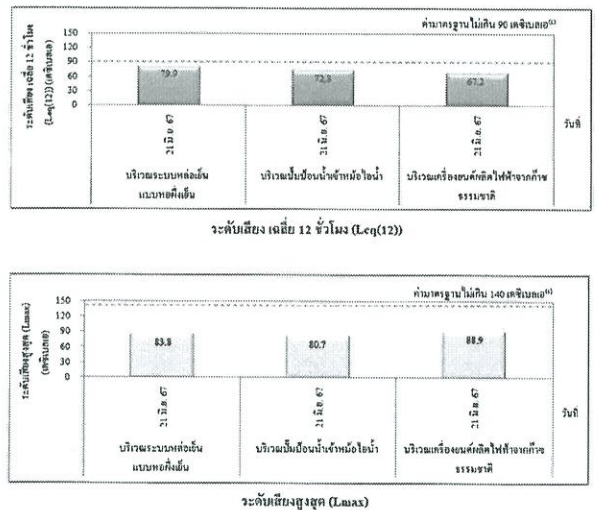 ค่ามาตรฐานไม่เกิน 90 เดซิเบลเอ
ระดับเสียง เฉลี่ย 12 ชั่วโมง
(Leq(12)) (เดซิเบลเอ)
150
120
90
60
30
0
79.9
72.8
67.2
21 มิ.ย. 67
21 มิ.ย. 67
21 มิ.ย. 67
วันที่
บริเวณระบบหล่อเย็น
แบบหอผึ่งเย็น
บริเวณปั๊มป้อนน้ำเข้าหม้อไอน้ำ
บริเวณเครื่องยนต์ผลิตไฟฟ้าจากก๊าซ
ธรรมชาติ
ระดับเสียง เฉลี่ย 12 ชั่วโมง (Leq(12))
ค่ามาตรฐานไม่เกิน 140 เดซิเบลเอ
ระดับเสียงสูงสุด (Lmax)
(เดซิเบลเอ)
150
120
90
60
30
0
83.8
80.7
88.9
21 มิ.ย. 67
21 มิ.ย. 67
21 มิ.ย. 67
วันที่
บริเวณระบบหล่อเย็น
แบบหอผึ่งเย็น
บริเวณปั๊มป้อนน้ำเข้าหม้อไอน้ำ
บริเวณเครื่องยนต์ผลิตไฟฟ้าจากก๊าซ
ธรรมชาติ
ระดับเสียงสูงสุด (Lmax)